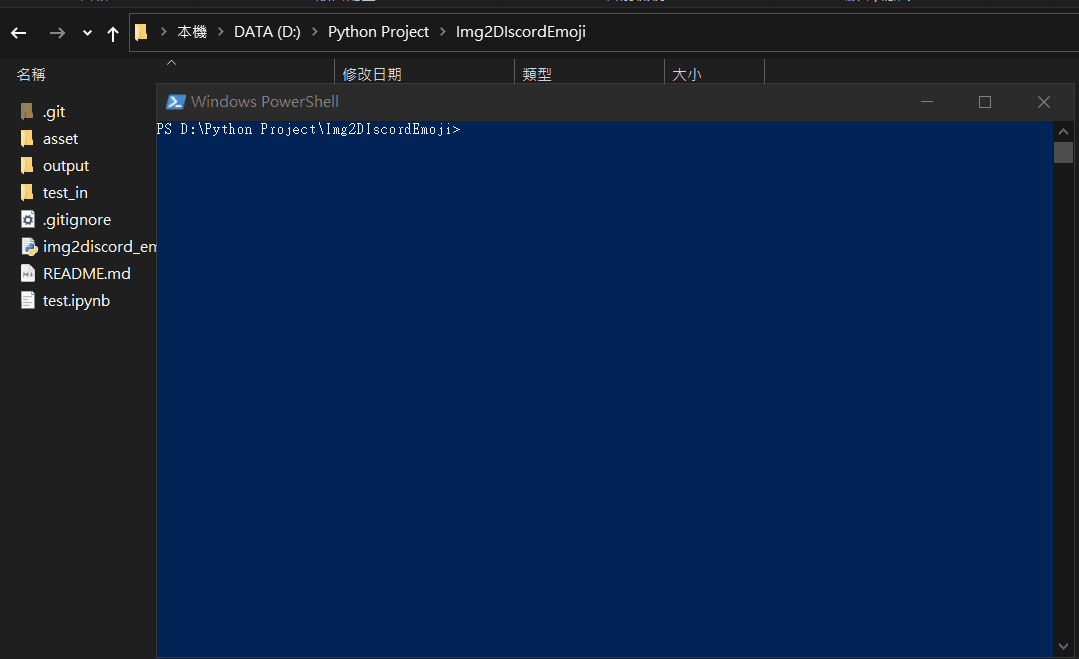 本機 DATA (D:) Python Project Img2DIscordEmoji
名稱 修改日期 類型 大小
Windows PowerShell
.git
PS D:\Python Project\Img2DIscordEmoji>
asset
output
test_in
.gitignore
img2discord_em
README.md
test.ipynb